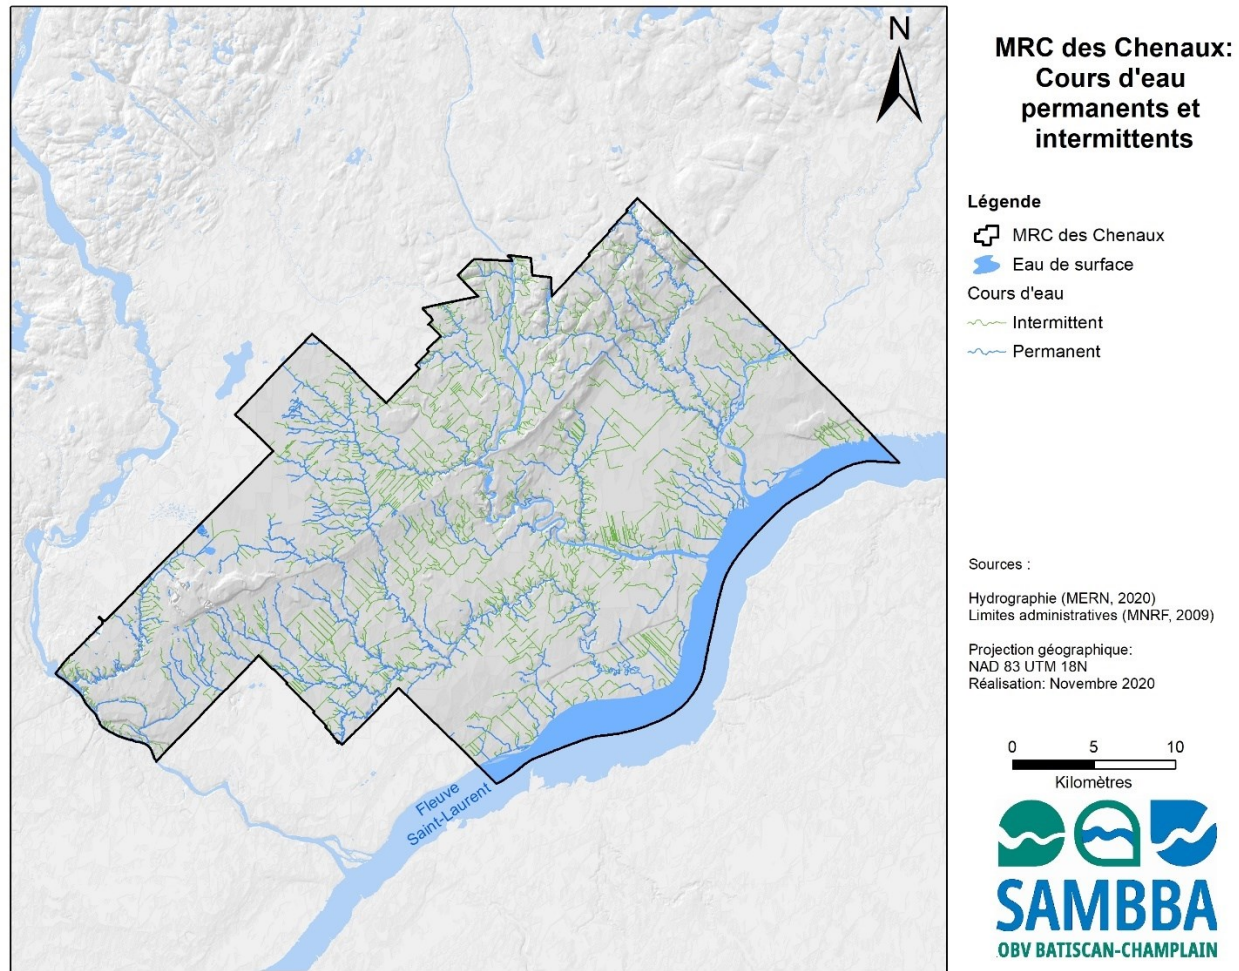 N
MRC des Chenaux:
Cours d'eau
permanents et
intermittents
Légende
MRC des Chenaux
Eau de surface
Cours d'eau
Intermittent
Permanent
Fleuve
Saint-Laurent
Sources :
Hydrographie (MERN, 2020)
Limites administratives (MNRF, 2009)
Projection géographique:
NAD 83 UTM 18N
Réalisation: Novembre 2020
0 5 10
Kilomètres
SAMBBA
OBV BATISCAN-CHAMPLAIN